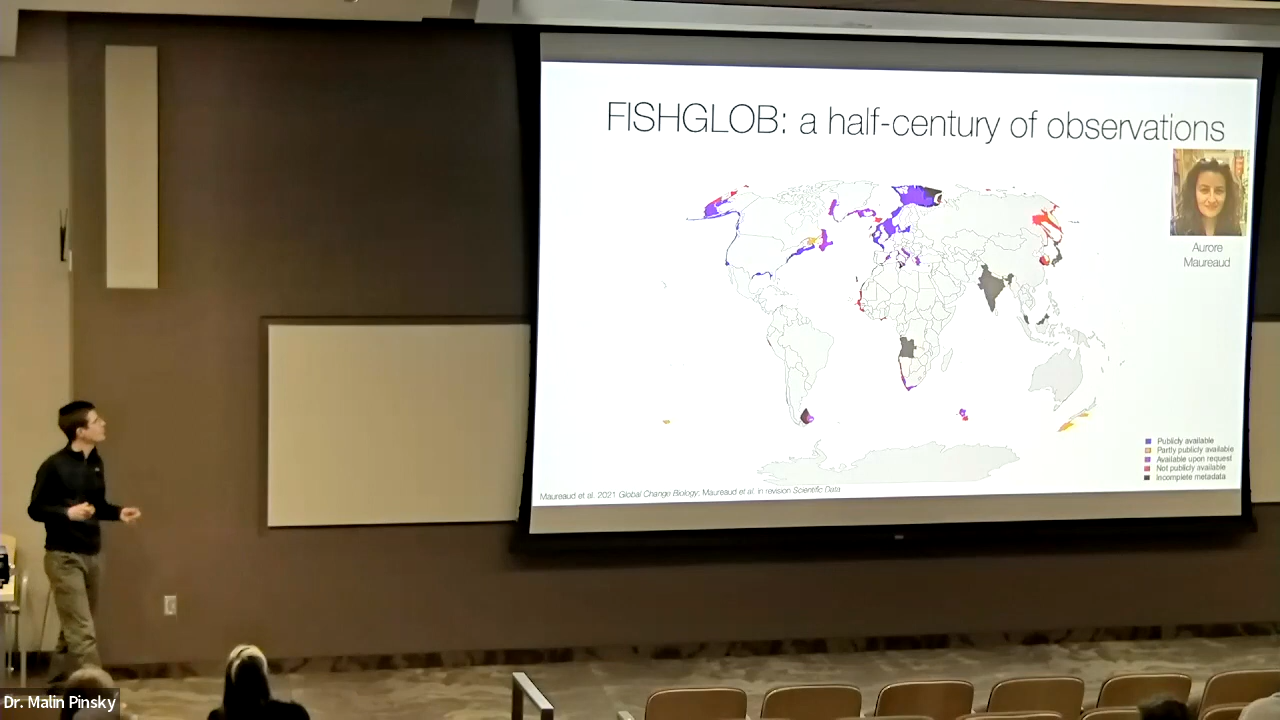 FISHGLOB: a half-century of observations
Aurore
Maureaud
Publicly available
Partly publicly available
Available upon request
Not publicly available
Incomplete metadata
Maureaud et al. 2021 Global Change Biology, Maureaud et al. in revision Scientific Data
Dr. Malin Pinsky